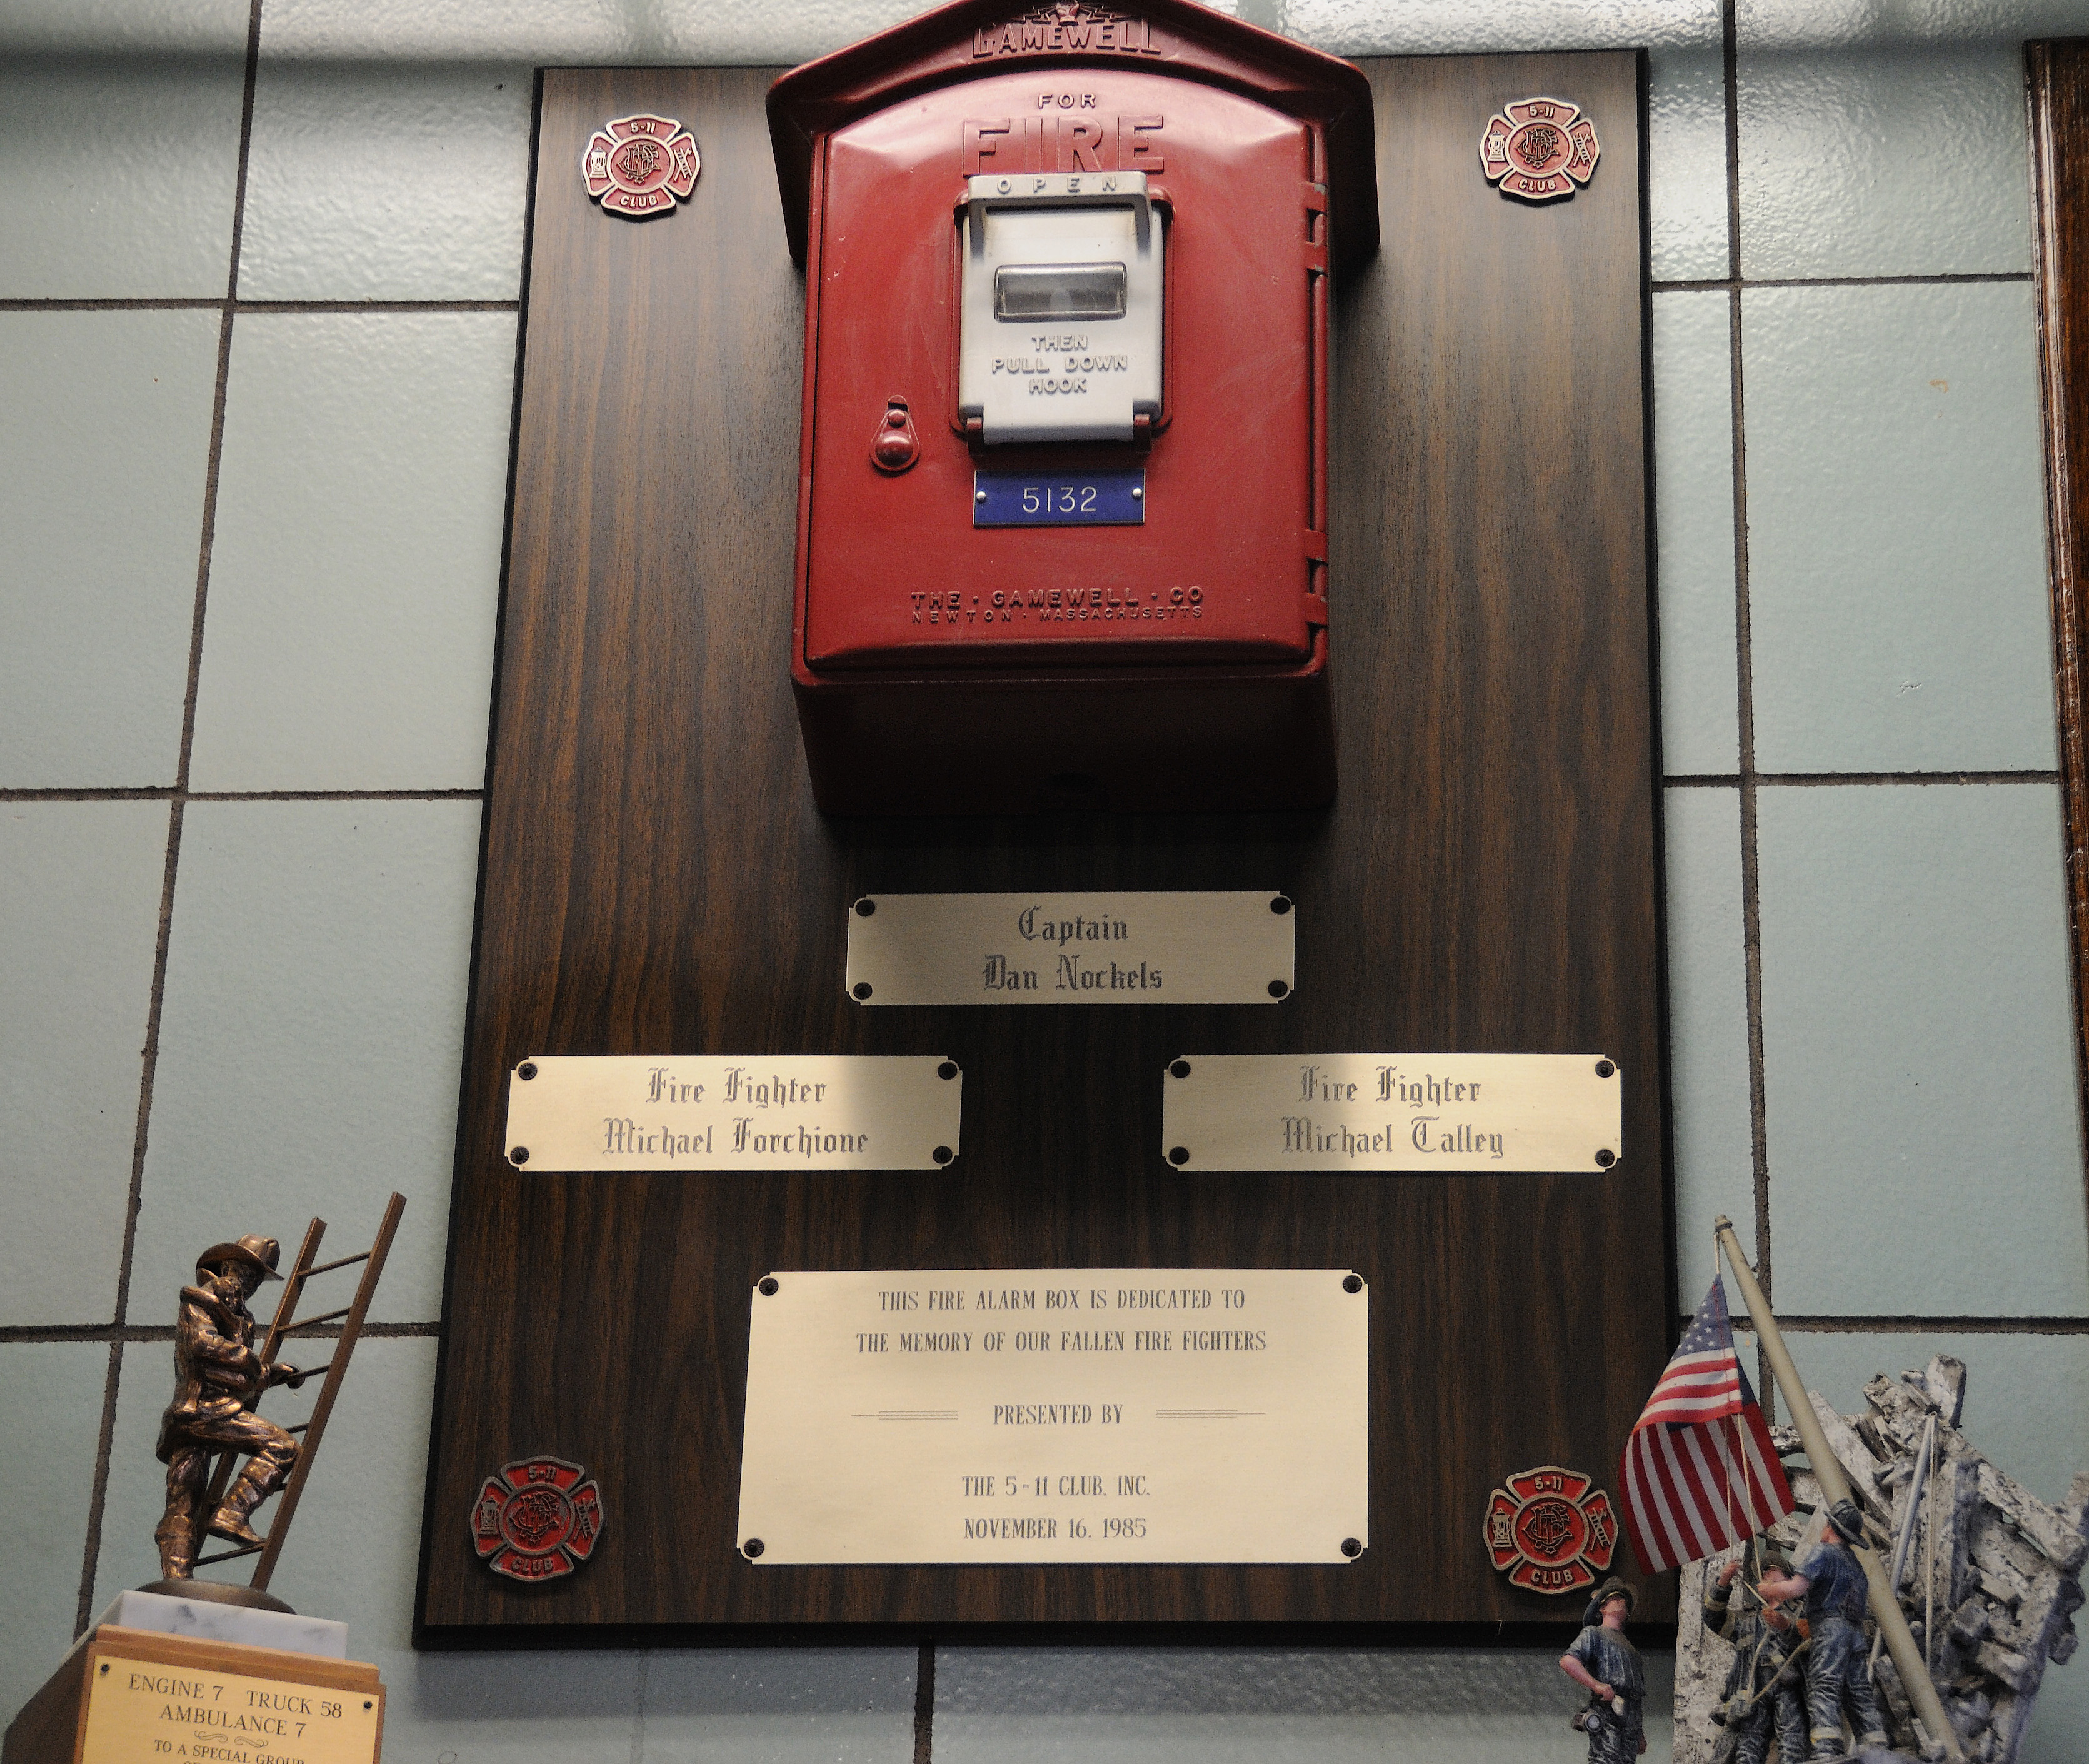 GAMEWELL
FOR
FIRE
OPEN
THEN
PULL DOWN
HOOK
5132
THE · GAMEWELL · CO
NEWTON · MASSACHUSETTS
5-11
CLUB
5-11
CLUB
Captain
Dan Nockels
Fire Fighter
Michael Forchione
Fire Fighter
Michael Talley
THIS FIRE ALARM BOX IS DEDICATED TO
THE MEMORY OF OUR FALLEN FIRE FIGHTERS
PRESENTED BY
THE 5-11 CLUB, INC.
NOVEMBER 16, 1985
5-11
CLUB
5-11
CLUB
ENGINE 7 TRUCK 58
AMBULANCE 7
TO A SPECIAL GROUP